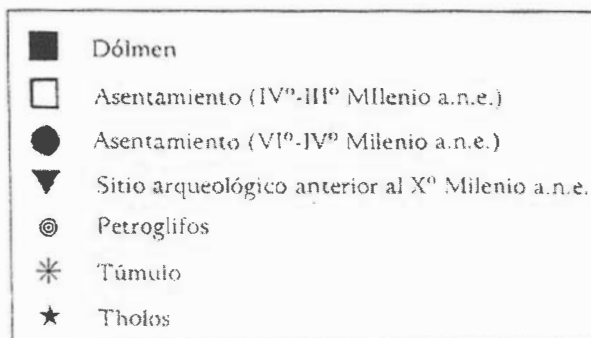 Dólmen
Asentamiento (IVº-IIIº MIlenio a.n.e.)
Asentamiento (VIº-IVº Milenio a.n.e.)
Sitio arqueológico anterior al Xº Milenio a.n.e.
Petroglifos
Túmulo
Tholos